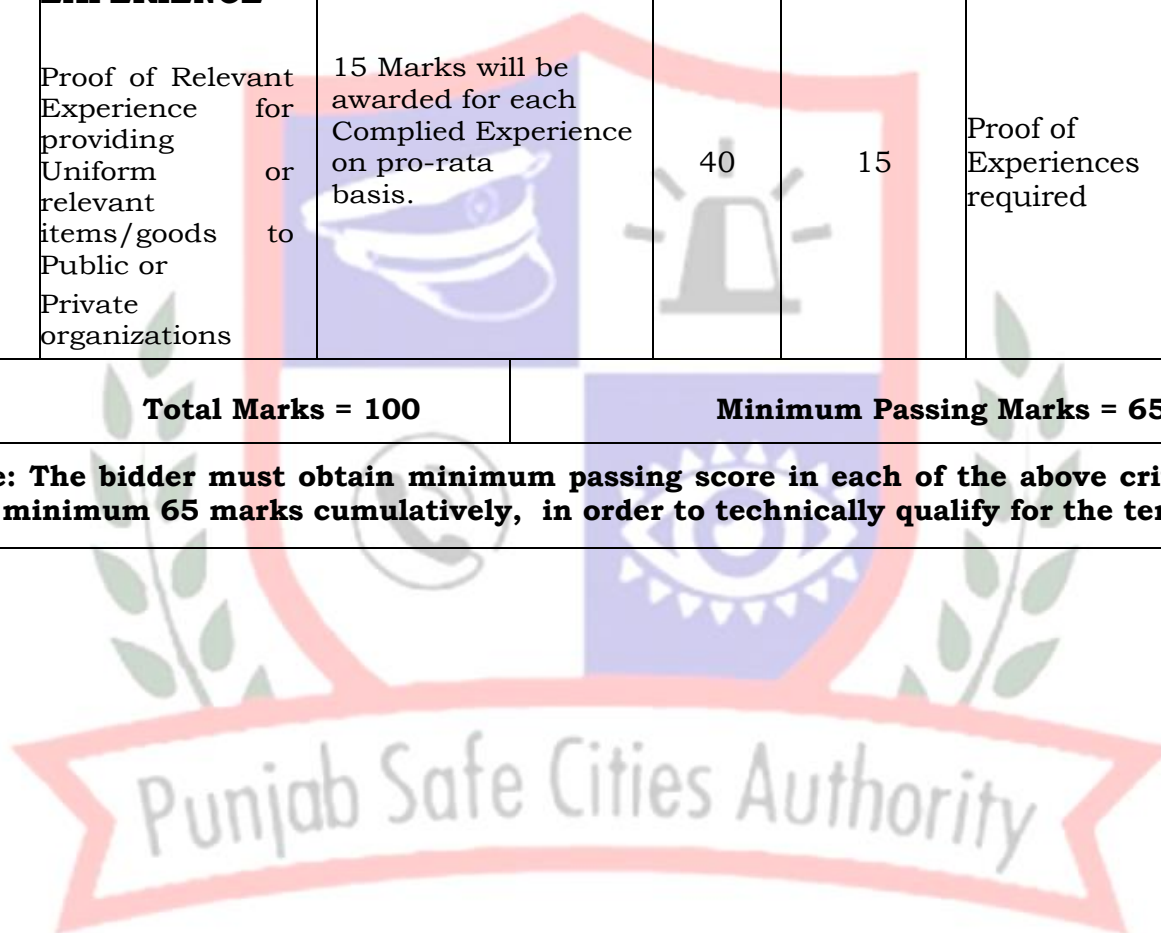 Proof of Relevant
Experience for
providing
Uniform or
relevant
items/goods to
Public or
Private
organizations
15 Marks will be
awarded for each
Complied Experience
on pro-rata
basis.
40
15
Proof of
Experiences
required
Total Marks = 100
Minimum Passing Marks = 65
e: The bidder must obtain minimum passing score in each of the above cri
minimum 65 marks cumulatively, in order to technically qualify for the ter
Punjab Safe Cities Authority